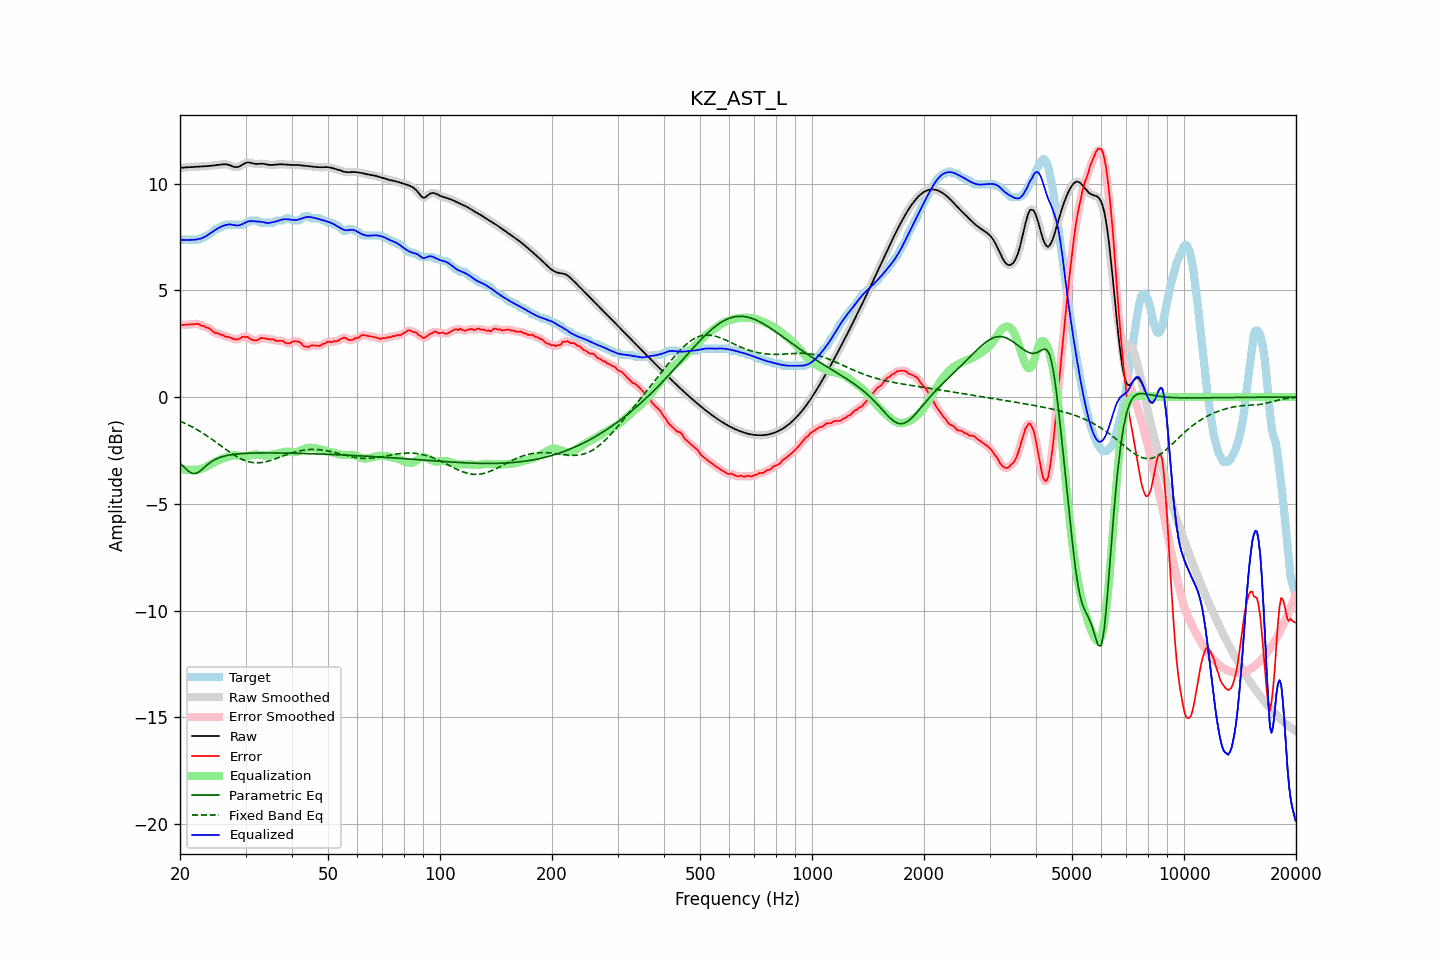 KZ_AST_L
Amplitude (dBr)
10
5
0
−5
−10
−15
−20
Target
Raw Smoothed
Error Smoothed
Raw
Error
Equalization
Parametric Eq
Fixed Band Eq
Equalized
20 50 100 200 500 1000 2000 5000 10000 20000
Frequency (Hz)